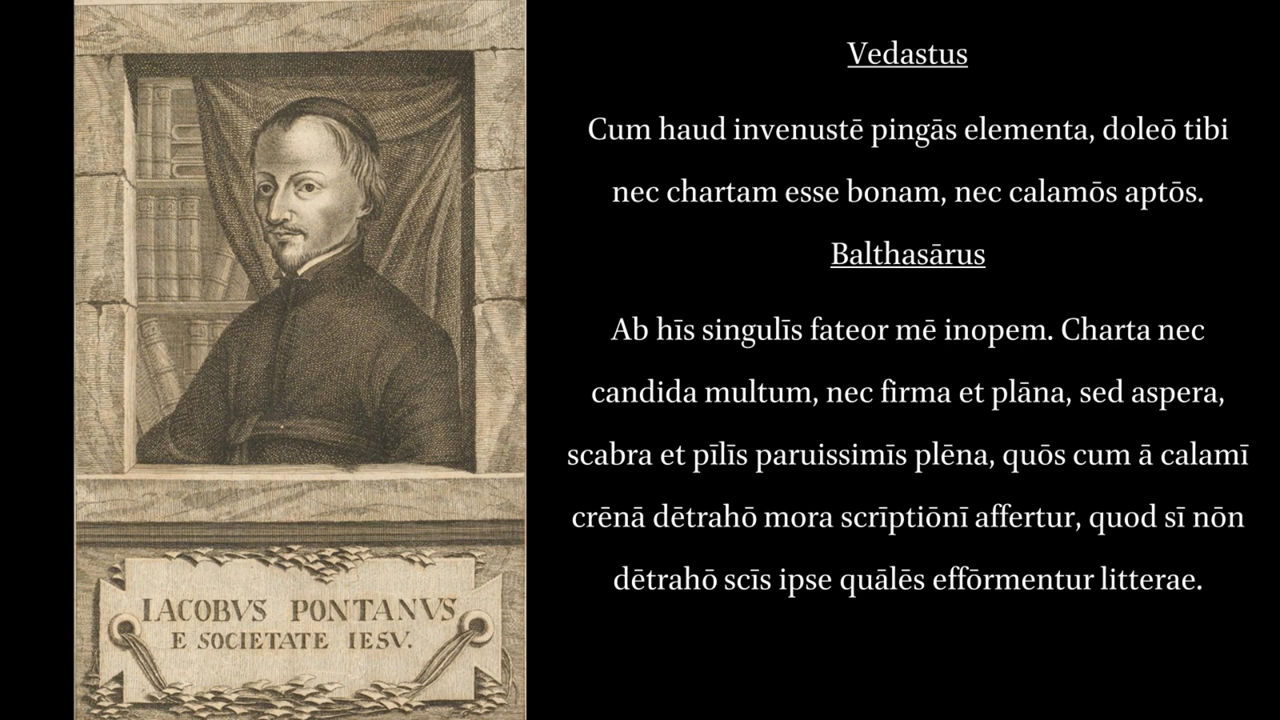 IACOBVS PONTANVS
E SOCIETATE IESV.
Vedastus
Cum haud invenustē pingās elementa, doleō tibi
nec chartam esse bonam, nec calamōs aptōs.
Balthasārus
Ab hīs singulīs fateor mē inopem. Charta nec
candida multum, nec firma et plāna, sed aspera,
scabra et pīlīs paruissimīs plēna, quōs cum ā calamī
crēnā dētrahō mora scrīptiōnī affertur, quod sī nōn
dētrahō scīs ipse quālēs effōrmentur litterae.